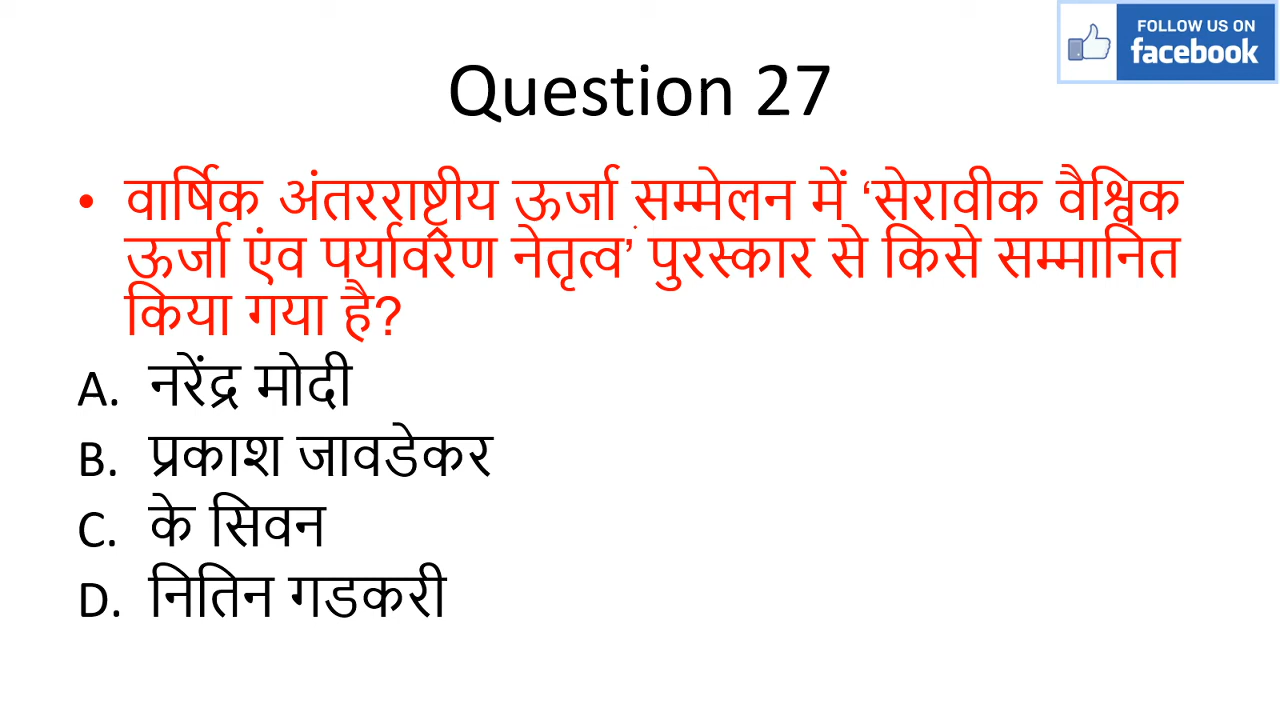 FOLLOW US ON
facebook
Question 27
• वार्षिक अंतरराष्ट्रीय ऊर्जा सम्मेलन में ‘सेरावीक वैश्विक
ऊर्जा एंव पर्यावरण नेतृत्व’ पुरस्कार से किसे सम्मानित
किया गया है?
A. नरेंद्र मोदी
B. प्रकाश जावडेकर
C. के सिवन
D. नितिन गडकरी